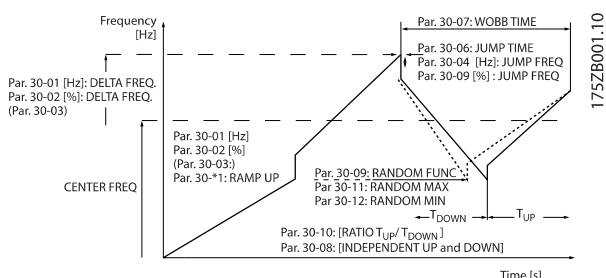 Frequency
[Hz]
Par. 30-07: WOBB TIME
Par. 30-06: JUMP TIME
Par. 30-04 [Hz]: JUMP FREQ
Par. 30-09 [%] : JUMP FREQ
175ZB001.10
Par. 30-01 [Hz]: DELTA FREQ.
Par. 30-02 [%]: DELTA FREQ.
(Par. 30-03)
Par. 30-01 [Hz]
Par. 30-02 [%]
(Par. 30-03:)
Par. 30-*1: RAMP UP
CENTER FREQ
Par. 30-09: RANDOM FUNC
Par 30-11: RANDOM MAX
Par 30-12: RANDOM MIN
TDOWN
TUP
Par. 30-10: [RATIO TUP/ TDOWN ]
Par. 30-08: [INDEPENDENT UP and DOWN]
Time [s]